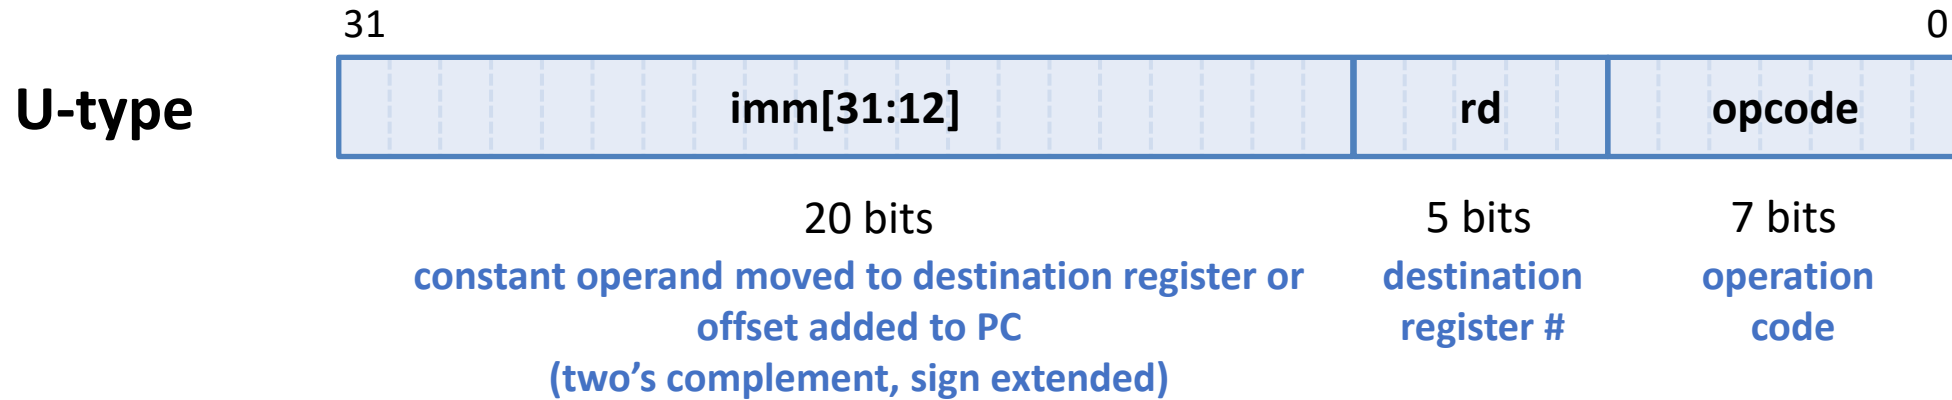 31 0
U-type imm[31:12] rd opcode
20 bits 5 bits 7 bits
constant operand moved to destination register or destination operation
offset added to PC register # code
(two’s complement, sign extended)